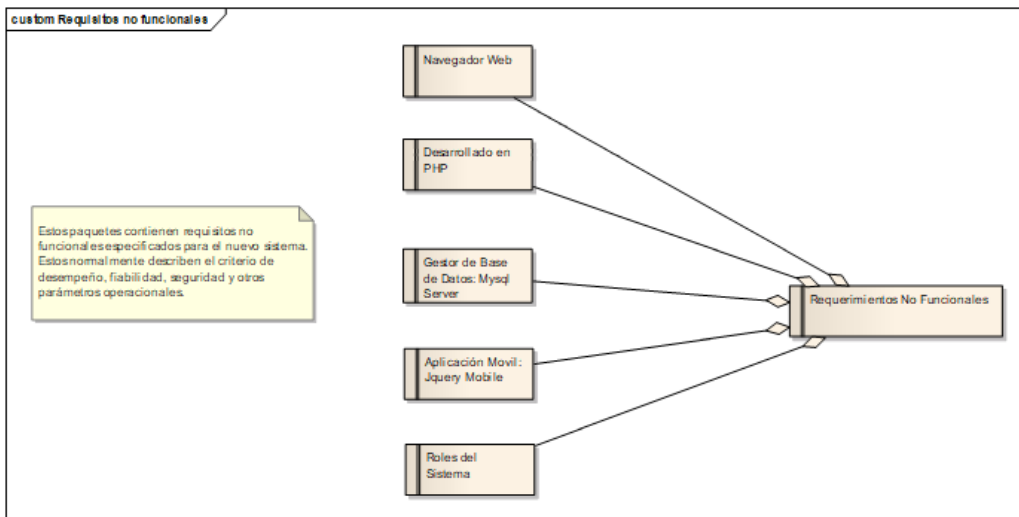 custom Requisitos no funcionales
Navegador Web
Desarrollado en
PHP
Estos paquetes contienen requisitos no
funcionales especificados para el nuevo sistema.
Estos normalmente describen el criterio de
desempeño, fiabilidad, seguridad y otros
parámetros operacionales.
Gestor de Base
de Datos: Mysql
Server
Requerimientos No Funcionales
Aplicación Movil:
Jquery Mobile
Roles del
Sistema